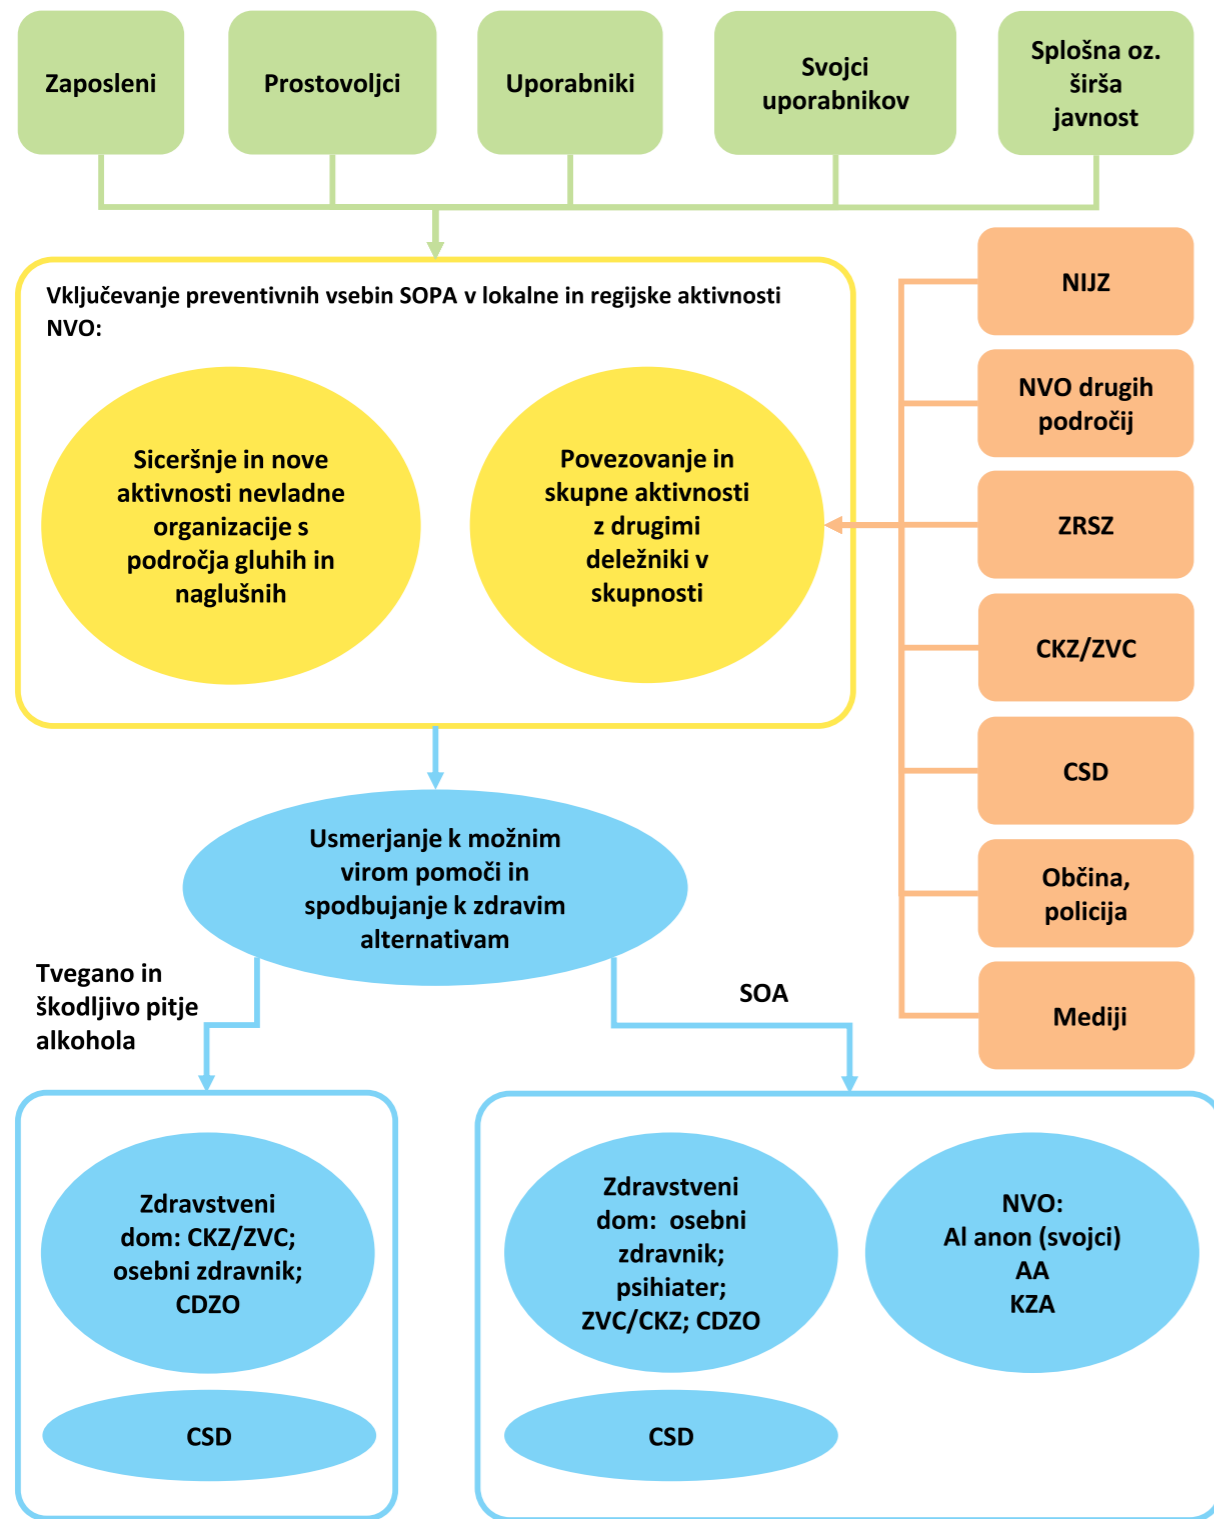 Zaposleni
Prostovoljci
Uporabniki
Svojci
uporabnikov
Splošna oz.
širša
javnost
Vključevanje preventivnih vsebin SOPA v lokalne in regijske aktivnosti
NVO:
Siceršnje in nove
aktivnosti nevladne
organizacije s
področja gluhih in
naglušnih
Povezovanje in
skupne aktivnosti
z drugimi
deležniki v
skupnosti
NIJZ
NVO drugih
področij
ZRSZ
CKZ/ZVC
CSD
Občina,
policija
Mediji
Usmerjanje k možnim
virom pomoči in
spodbujanje k zdravim
alternativam
Tvegano in
škodljivo pitje
alkohola
SOA
Zdravstveni
dom: CKZ/ZVC;
osebni zdravnik;
CDZO
CSD
Zdravstveni
dom:  osebni
zdravnik;
psihiater;
ZVC/CKZ; CDZO
CSD
NVO:
Al anon (svojci)
AA
KZA